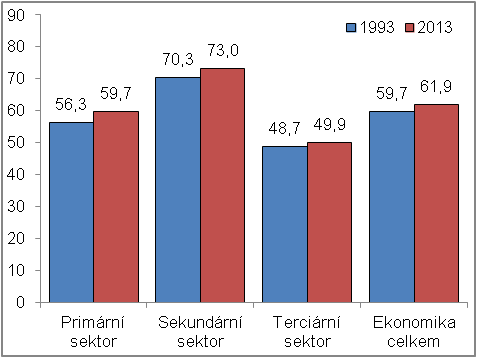 90
80
70
60
50
40
30
20
10
0
1993 2013
56,3 59,7 70,3 73,0 48,7 49,9 59,7 61,9
Primární sektor
Sekundární sektor
Terciární sektor
Ekonomika celkem